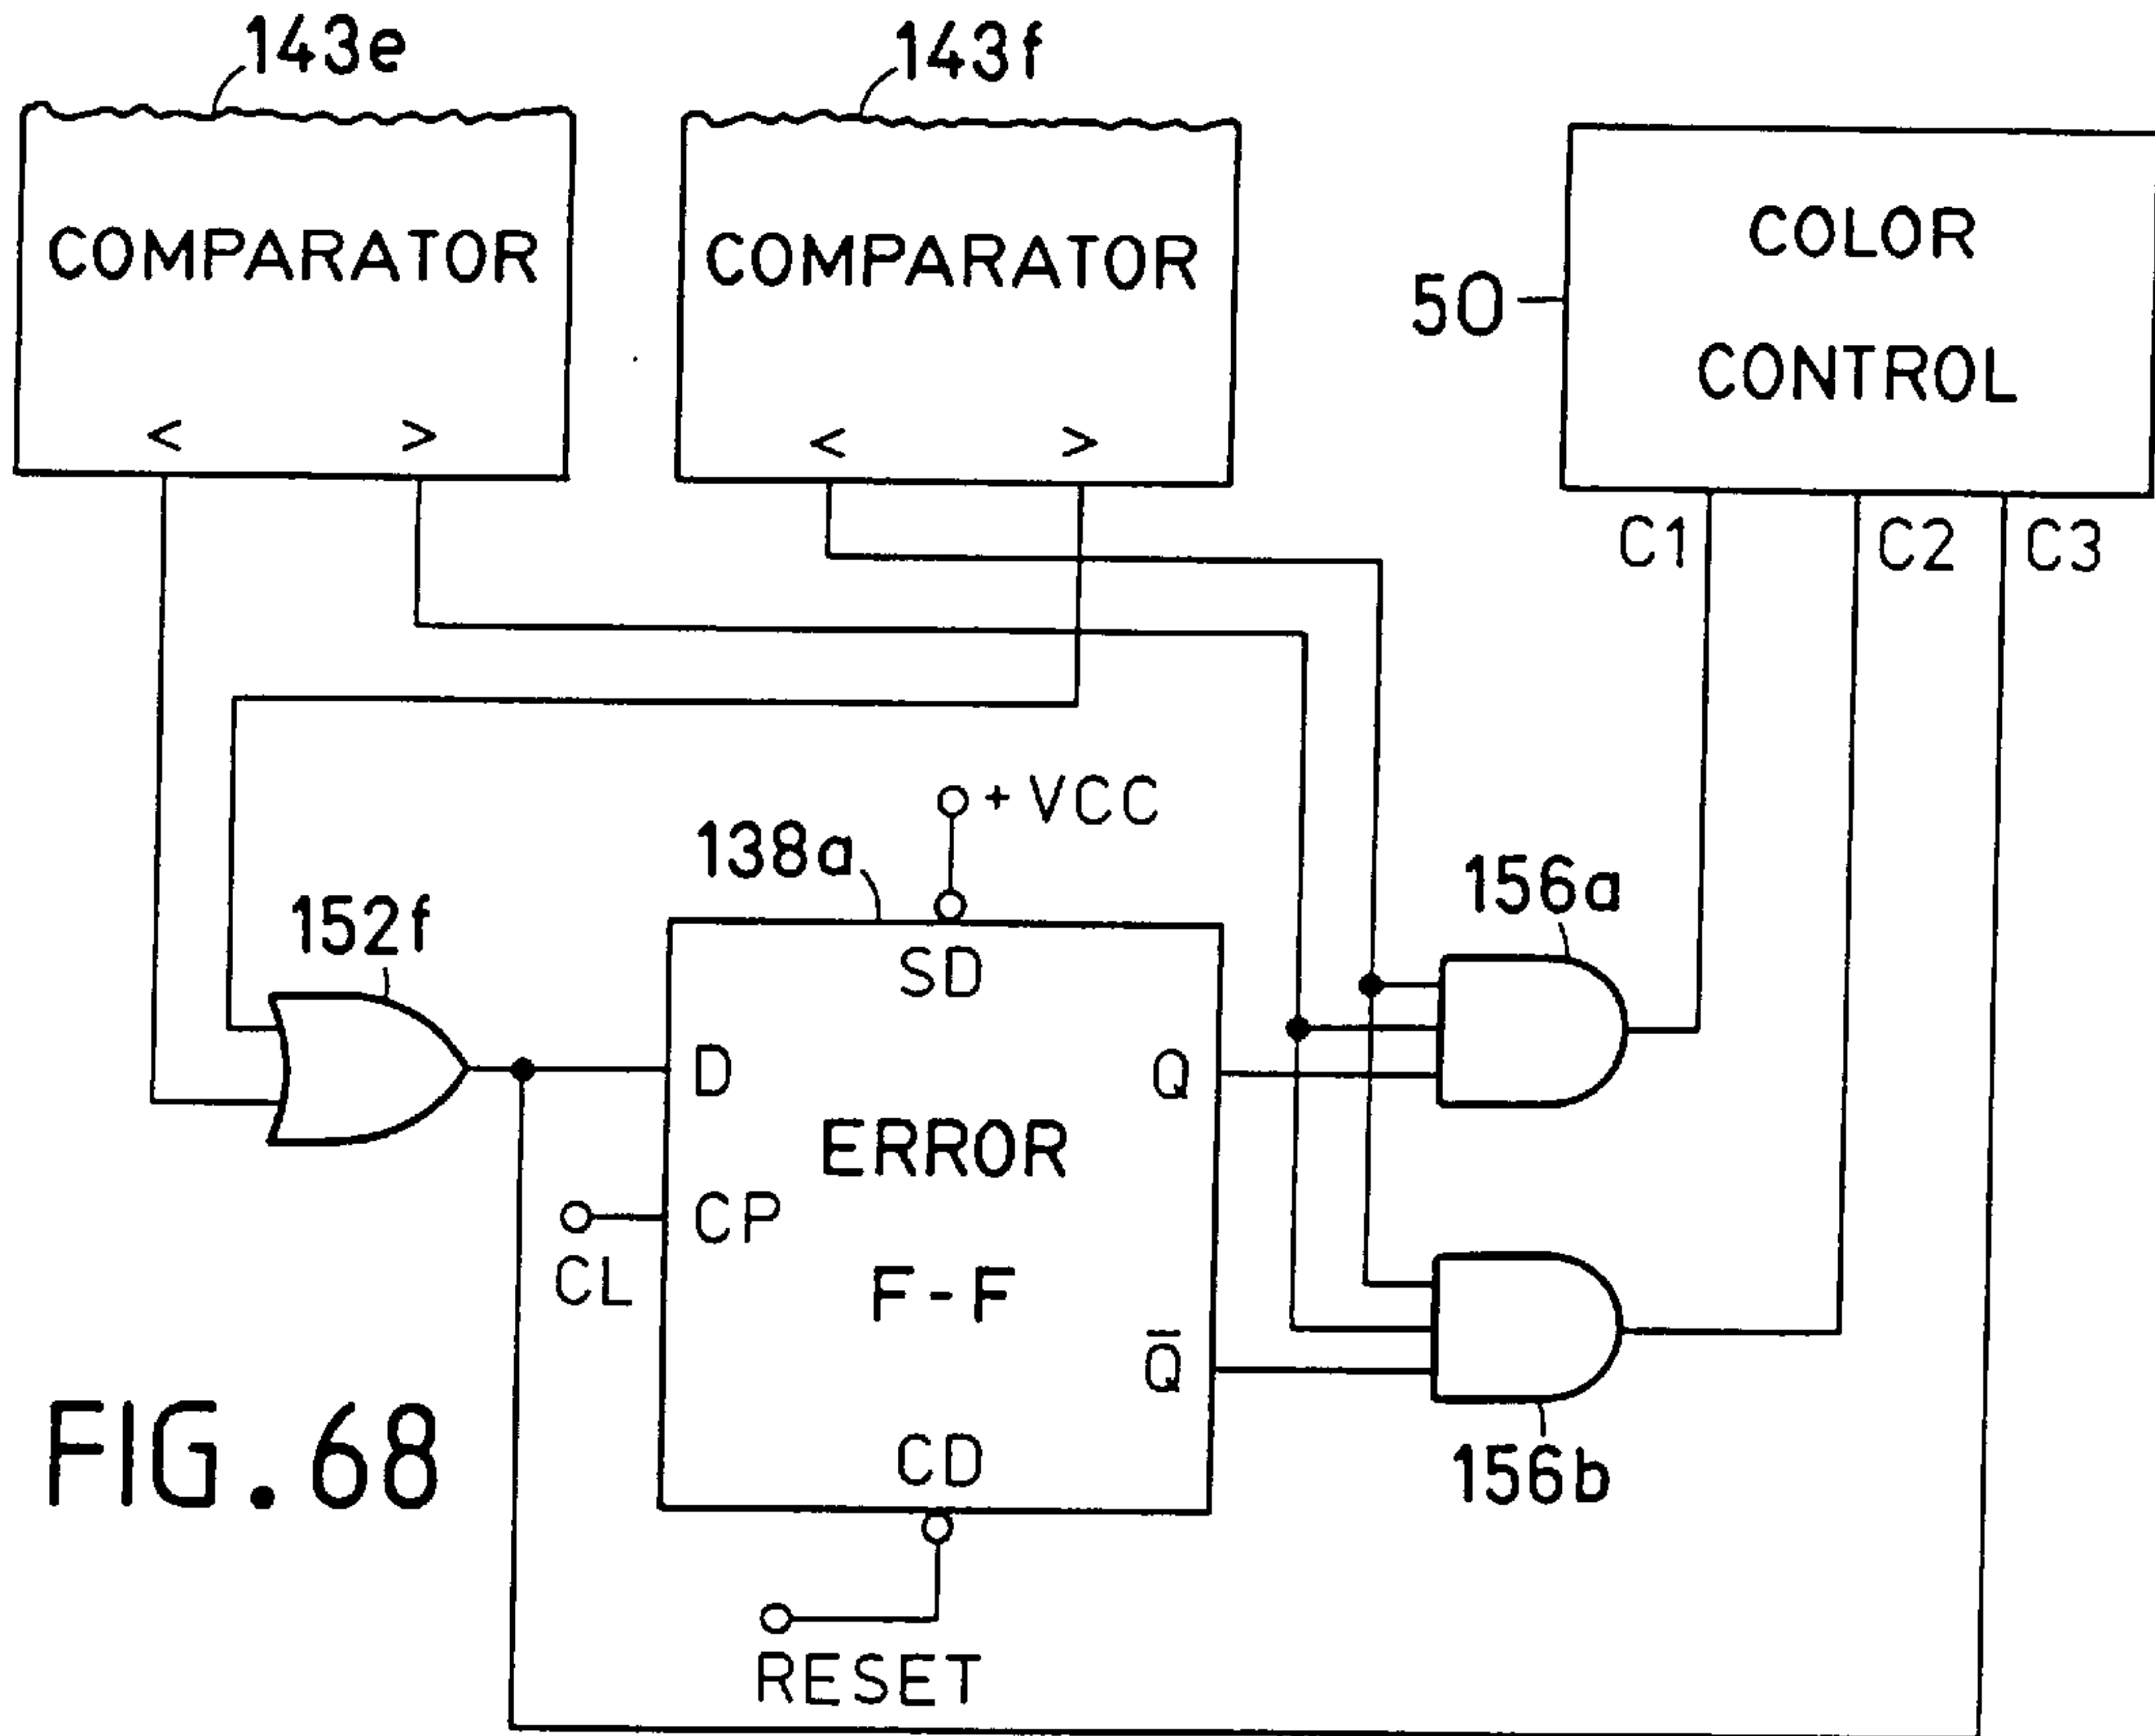 143e
143f
COMPARATOR
COMPARATOR
COLOR
CONTROL
50
< >
< >
C1
C2
C3
+ VCC
138a
156a
152f
SD
D
Q
ERROR
CP
CL
F-F
Q̅
CD
156b
FIG. 68
RESET